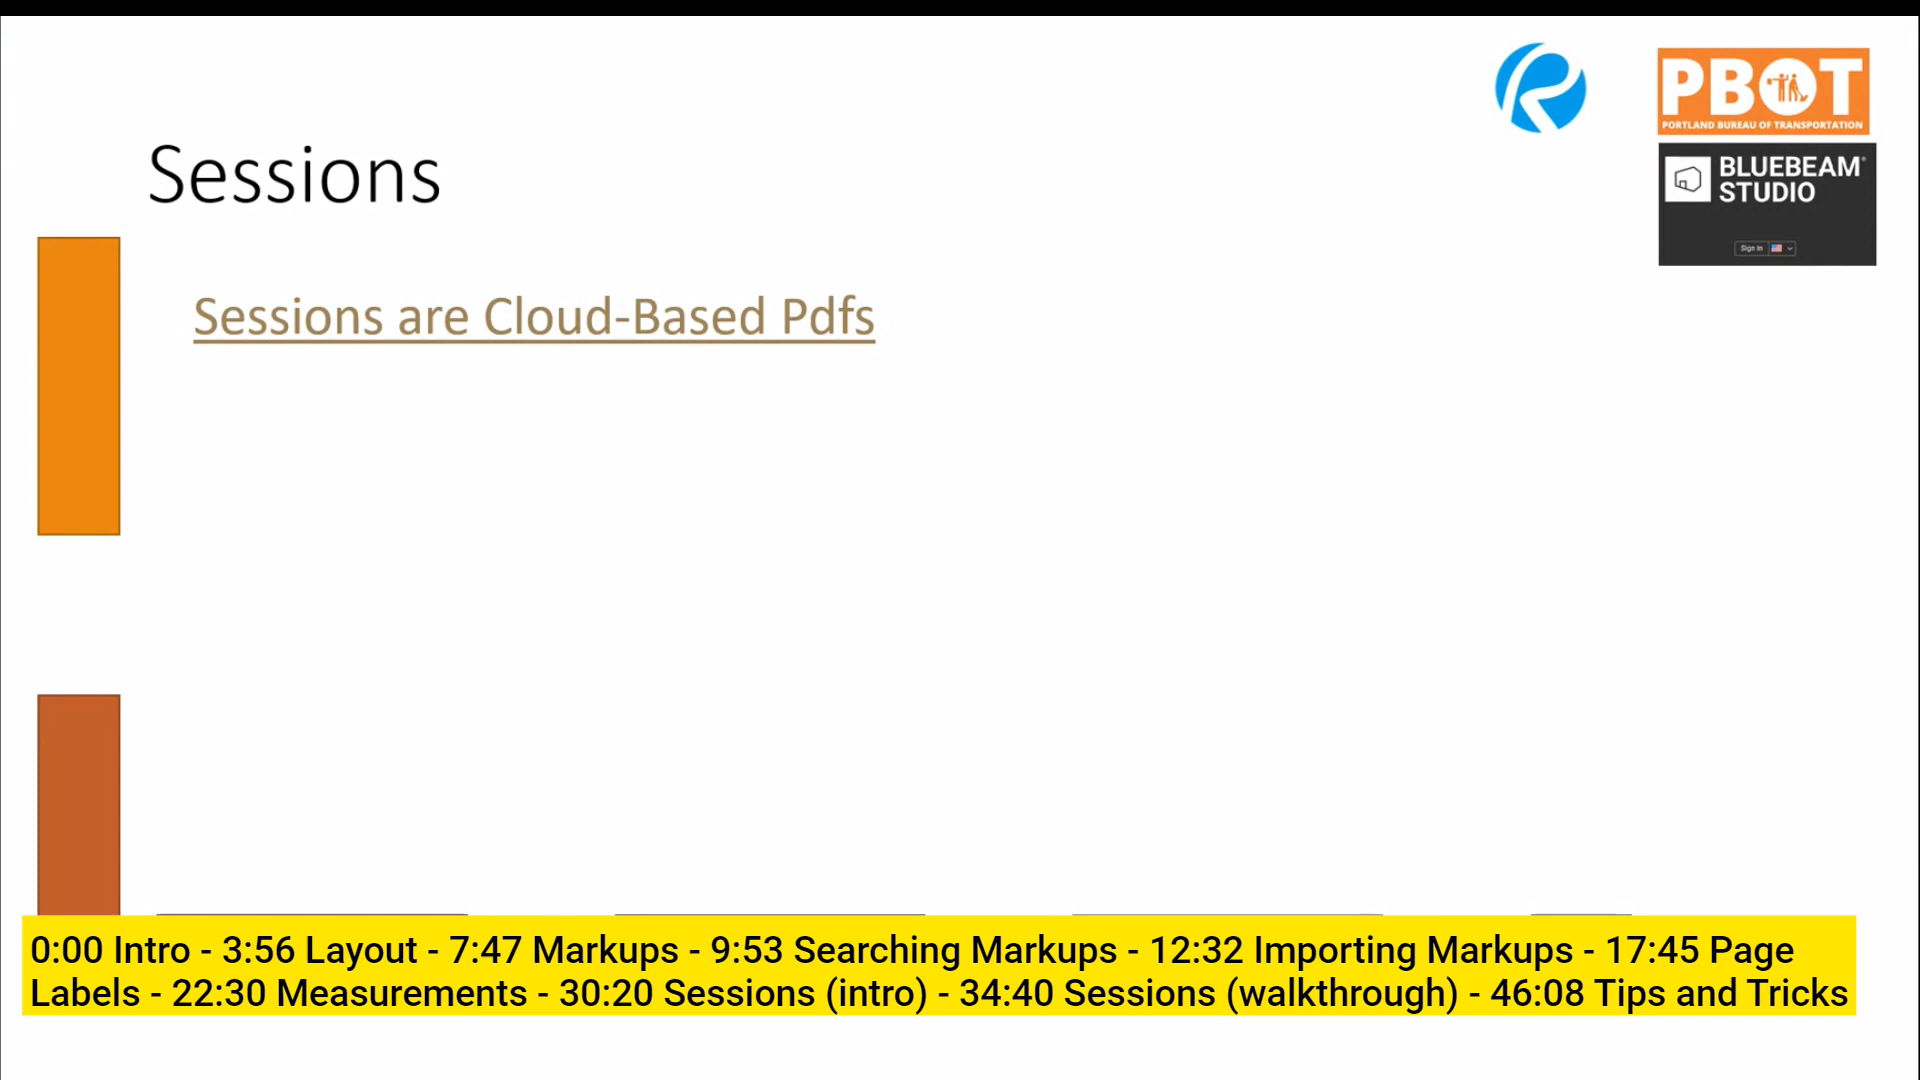 PBOT
PORTLAND BUREAU OF TRANSPORTATION
BLUEBEAM®
STUDIO
Sign In
Sessions
Sessions are Cloud-Based Pdfs
0:00 Intro - 3:56 Layout - 7:47 Markups - 9:53 Searching Markups - 12:32 Importing Markups - 17:45 Page
Labels - 22:30 Measurements - 30:20 Sessions (intro) - 34:40 Sessions (walkthrough) - 46:08 Tips and Tricks